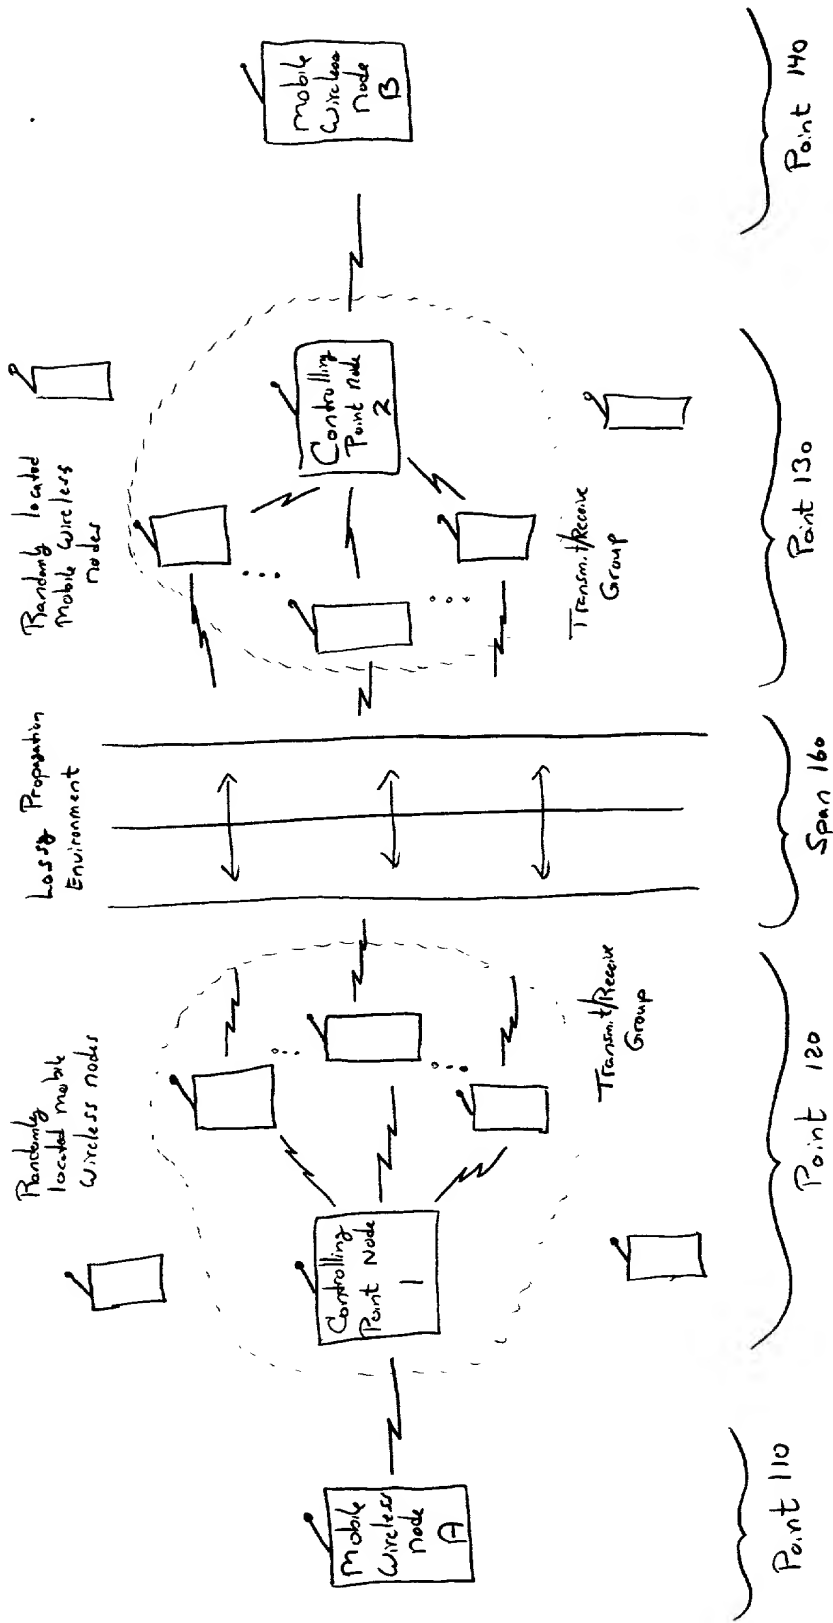 Mobile
Wireless
Node
A
Point 110
Randomly
located mobile
wireless nodes
Controlling
Point Node
1
Transmit/Receive
Group
Point 120
Lossy Propagation
Environment
Span 160
Randomly located
Mobile Wireless
nodes
Controlling
Point Node
2
Transmit/Receive
Group
Point 130
Mobile
Wireless
Node
B
Point 140